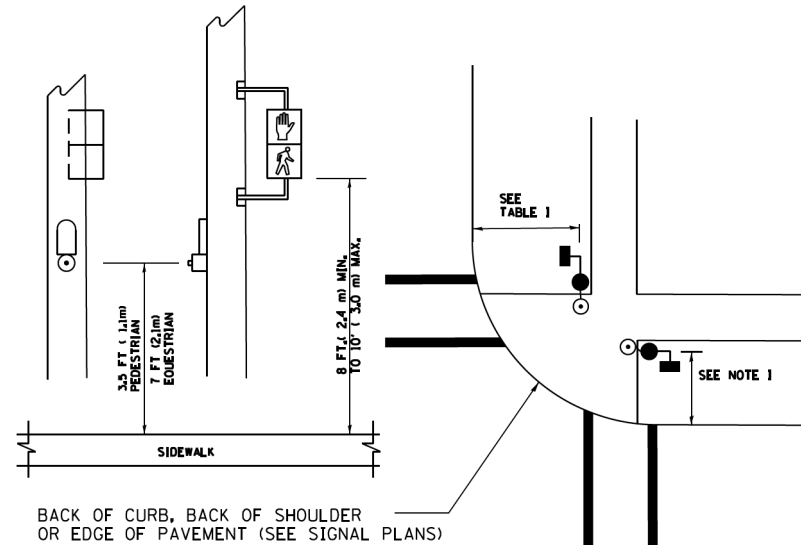 SEE
TABLE 1
3.5 FT ( 1.1m)
PEDESTRIAN
7 FT (2.1m)
EQUESTRIAN
8 FT.( 2.4 m) MIN.
TO 10' ( 3.0 m) MAX.
SEE NOTE 1
SIDEWALK
BACK OF CURB, BACK OF SHOULDER
OR EDGE OF PAVEMENT (SEE SIGNAL PLANS)